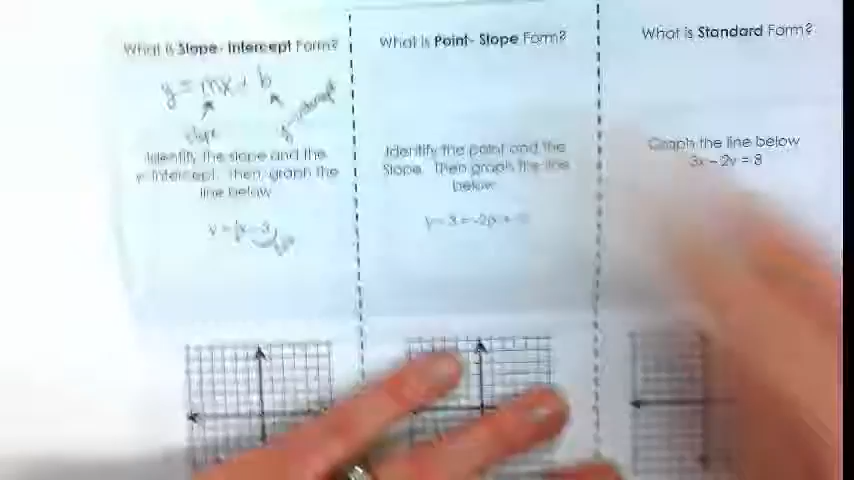 What is Slope- Intercept Form?
y = mx + b
slope
y-intercept
Identify the slope and the
y-intercept. Then graph the
line below
What is Point- Slope Form?
Identify the point and the
Slope. Then graph the line
below
What is Standard Form?
Graph the line below
3x – 2y = 8